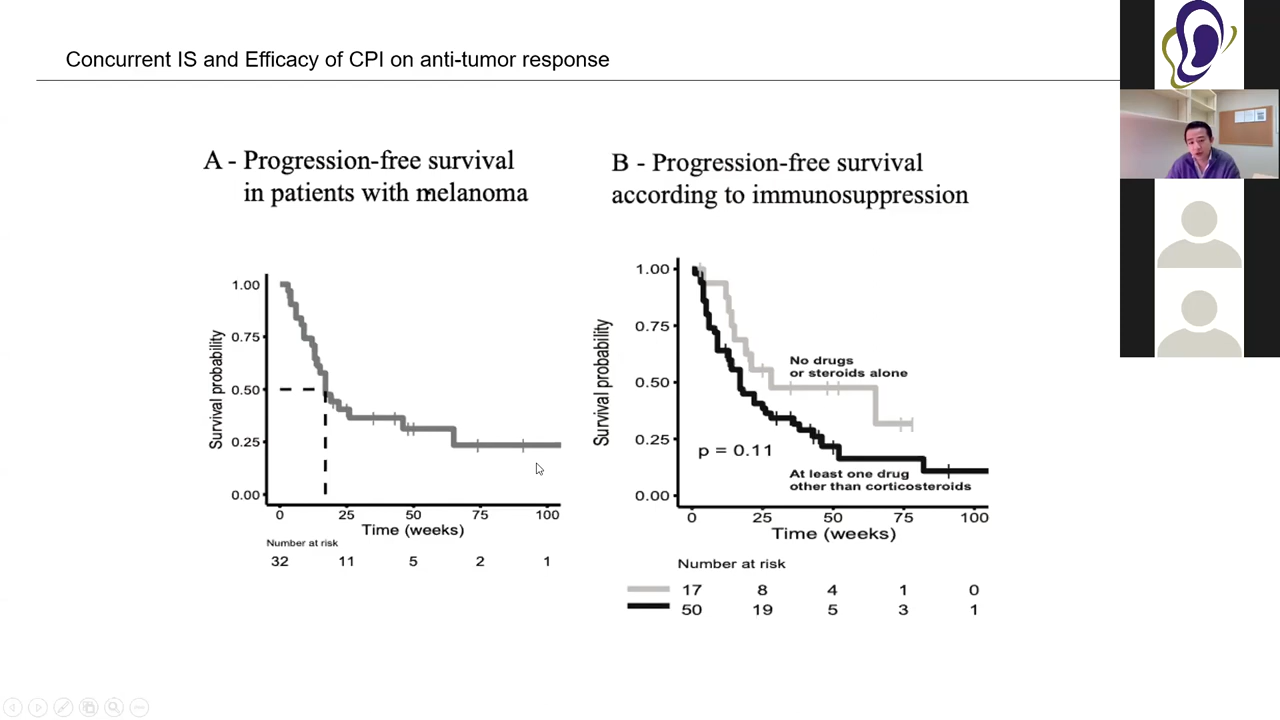 Concurrent IS and Efficacy of CPI on anti-tumor response
A - Progression-free survival
in patients with melanoma
Survival probability
1.00
0.75
0.50
0.25
0.00
0 25 50 75 100
Time (weeks)
Number at risk
32 11 5 2 1
B - Progression-free survival
according to immunosuppression
Survival probability
1.00
0.75
0.50
0.25
0.00
No drugs
or steroids alone
p = 0.11
At least one drug
other than corticosteroids
0 25 50 75 100
Time (weeks)
Number at risk
17 8 4 1 0
50 19 5 3 1